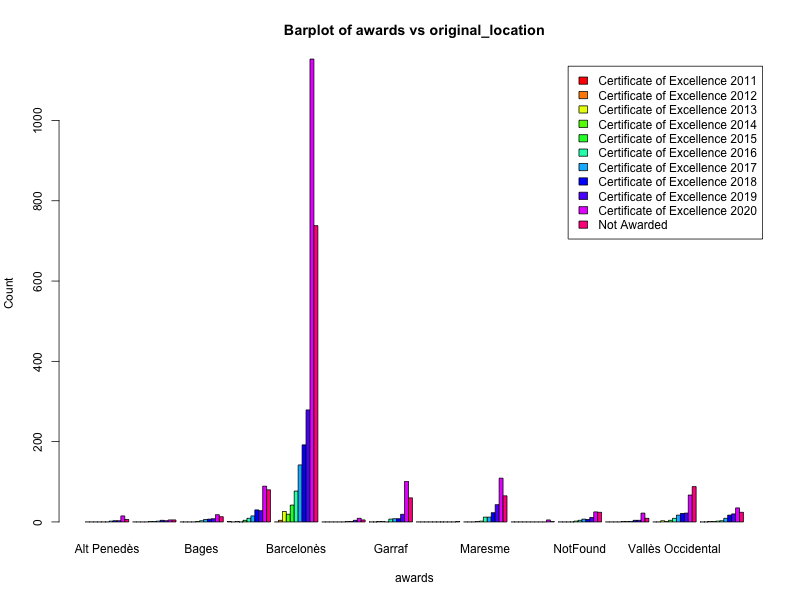 Barplot of awards vs original_location
Certificate of Excellence 2011
Certificate of Excellence 2012
Certificate of Excellence 2013
Certificate of Excellence 2014
Certificate of Excellence 2015
Certificate of Excellence 2016
Certificate of Excellence 2017
Certificate of Excellence 2018
Certificate of Excellence 2019
Certificate of Excellence 2020
Not Awarded
1000
800
600
400
200
0
Count
Alt Penedès Bages Barcelonès Garraf Maresme NotFound Vallès Occidental
awards